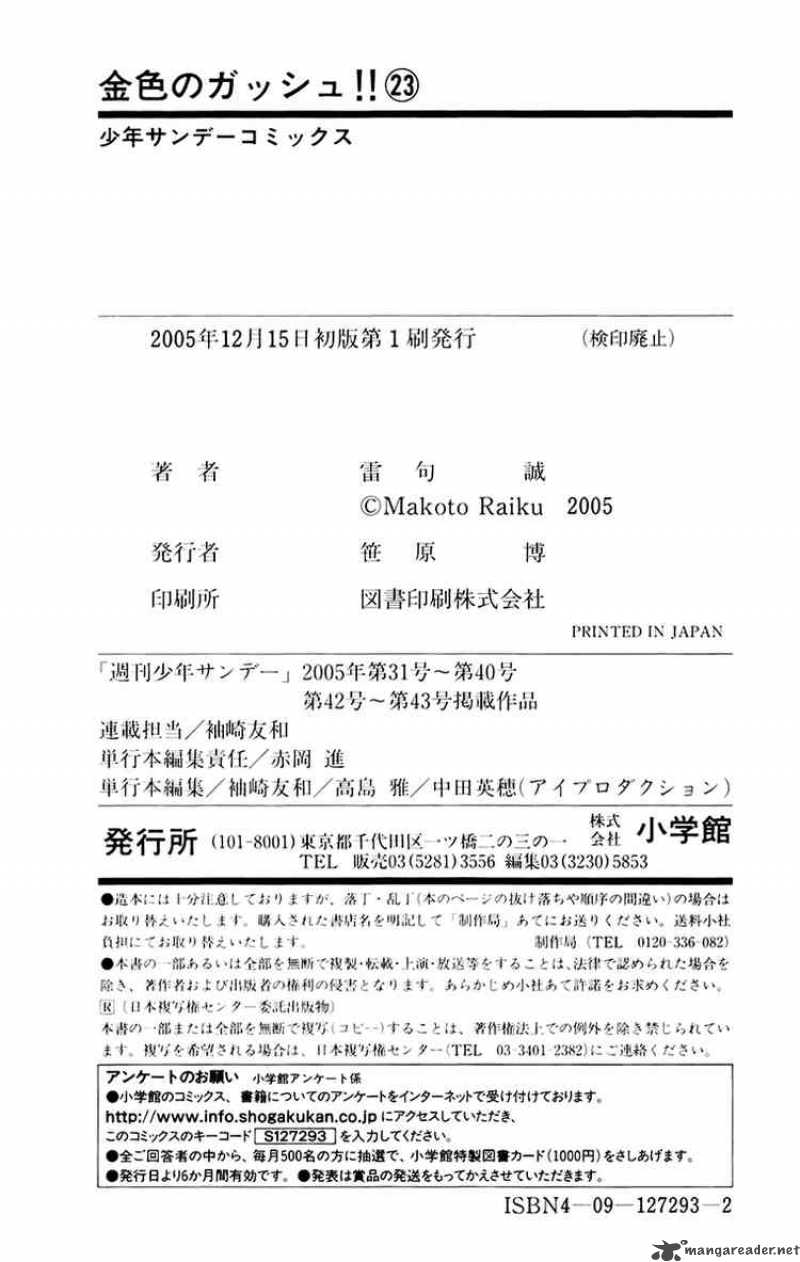 金色のガッシュ!!㉓
少年サンデーコミックス
2005年12月15日初版第1刷発行 (検印廃止)
著者 雷句 誠
©Makoto Raiku 2005
発行者 笹原 博
印刷所 図書印刷株式会社
PRINTED IN JAPAN
「週刊少年サンデー」2005年第31号～第40号
第42号～第43号掲載作品
連載担当／袖崎友和
単行本編集責任／赤岡 進
単行本編集／袖崎友和／高島 雅／中田英穂(アイプロダクション)
発行所 (101-8001)東京都千代田区一ツ橋二の三の一 株式会社 小学館
TEL 販売03(5281)3556 編集03(3230)5853
●造本には十分注意しておりますが、落丁・乱丁(本のページの抜け落ちや順序の間違い)の場合は
お取り替えいたします。購入された書店名を明記して「制作局」あてにお送りください。送料小社
負担にてお取り替えいたします。 制作局(TEL 0120-336-082)
●本書の一部あるいは全部を無断で複製・転載・上演・放送等をすることは、法律で認められた場合を
除き、著作者および出版者の権利の侵害となります。あらかじめ小社あて許諾をお求めください。
R〔日本複写権センター委託出版物〕
本書の一部または全部を無断で複写(コピー)することは、著作権法上での例外を除き禁じられてい
ます。複写を希望される場合は、日本複写権センター(TEL 03-3401-2382)にご連絡ください。
アンケートのお願い 小学館アンケート係
●小学館のコミックス、書籍についてのアンケートをインターネットで受け付けております。
http://www.info.shogakukan.co.jp にアクセスしていただき、
このコミックスのキーコード S127293 を入力してください。
●全ご回答者の中から、毎月500名の方に抽選で、小学館特製図書カード(1000円)をさしあげます。
●発行日より6か月間有効です。●発表は賞品の発送をもってかえさせていただきます。
ISBN4-09-127293-2
mangareader.net